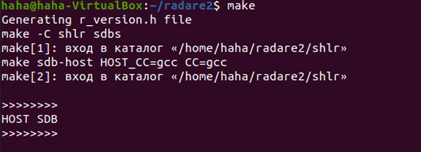 haha@haha-VirtualBox:~/radare2$ make
Generating r_version.h file
make -C shlr sdbs
make[1]: вход в каталог «/home/haha/radare2/shlr»
make sdb-host HOST_CC=gcc CC=gcc
make[2]: вход в каталог «/home/haha/radare2/shlr»
>>>>>>>>
HOST SDB
>>>>>>>>